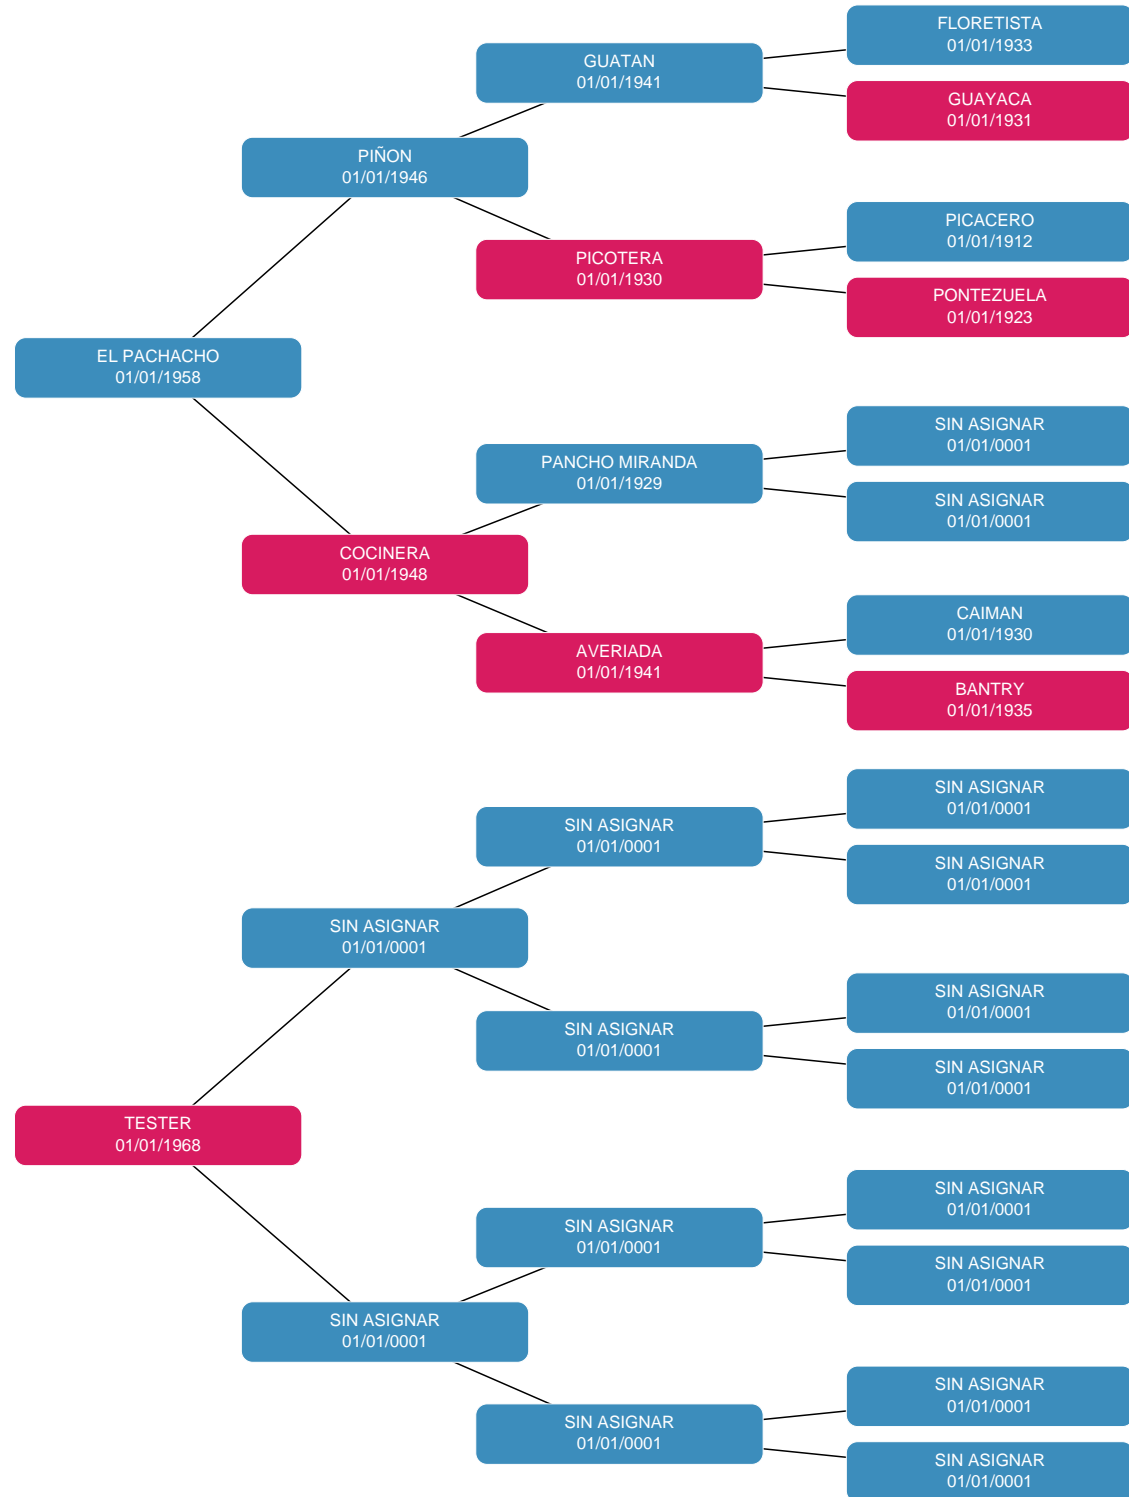 FLORETISTA
01/01/1933
GUATAN
01/01/1941
GUAYACA
01/01/1931
PIÑON
01/01/1946
PICACERO
01/01/1912
PICOTERA
01/01/1930
PONTEZUELA
01/01/1923
EL PACHACHO
01/01/1958
SIN ASIGNAR
01/01/0001
PANCHO MIRANDA
01/01/1929
SIN ASIGNAR
01/01/0001
COCINERA
01/01/1948
CAIMAN
01/01/1930
AVERIADA
01/01/1941
BANTRY
01/01/1935
SIN ASIGNAR
01/01/0001
SIN ASIGNAR
01/01/0001
SIN ASIGNAR
01/01/0001
SIN ASIGNAR
01/01/0001
SIN ASIGNAR
01/01/0001
SIN ASIGNAR
01/01/0001
SIN ASIGNAR
01/01/0001
TESTER
01/01/1968
SIN ASIGNAR
01/01/0001
SIN ASIGNAR
01/01/0001
SIN ASIGNAR
01/01/0001
SIN ASIGNAR
01/01/0001
SIN ASIGNAR
01/01/0001
SIN ASIGNAR
01/01/0001
SIN ASIGNAR
01/01/0001